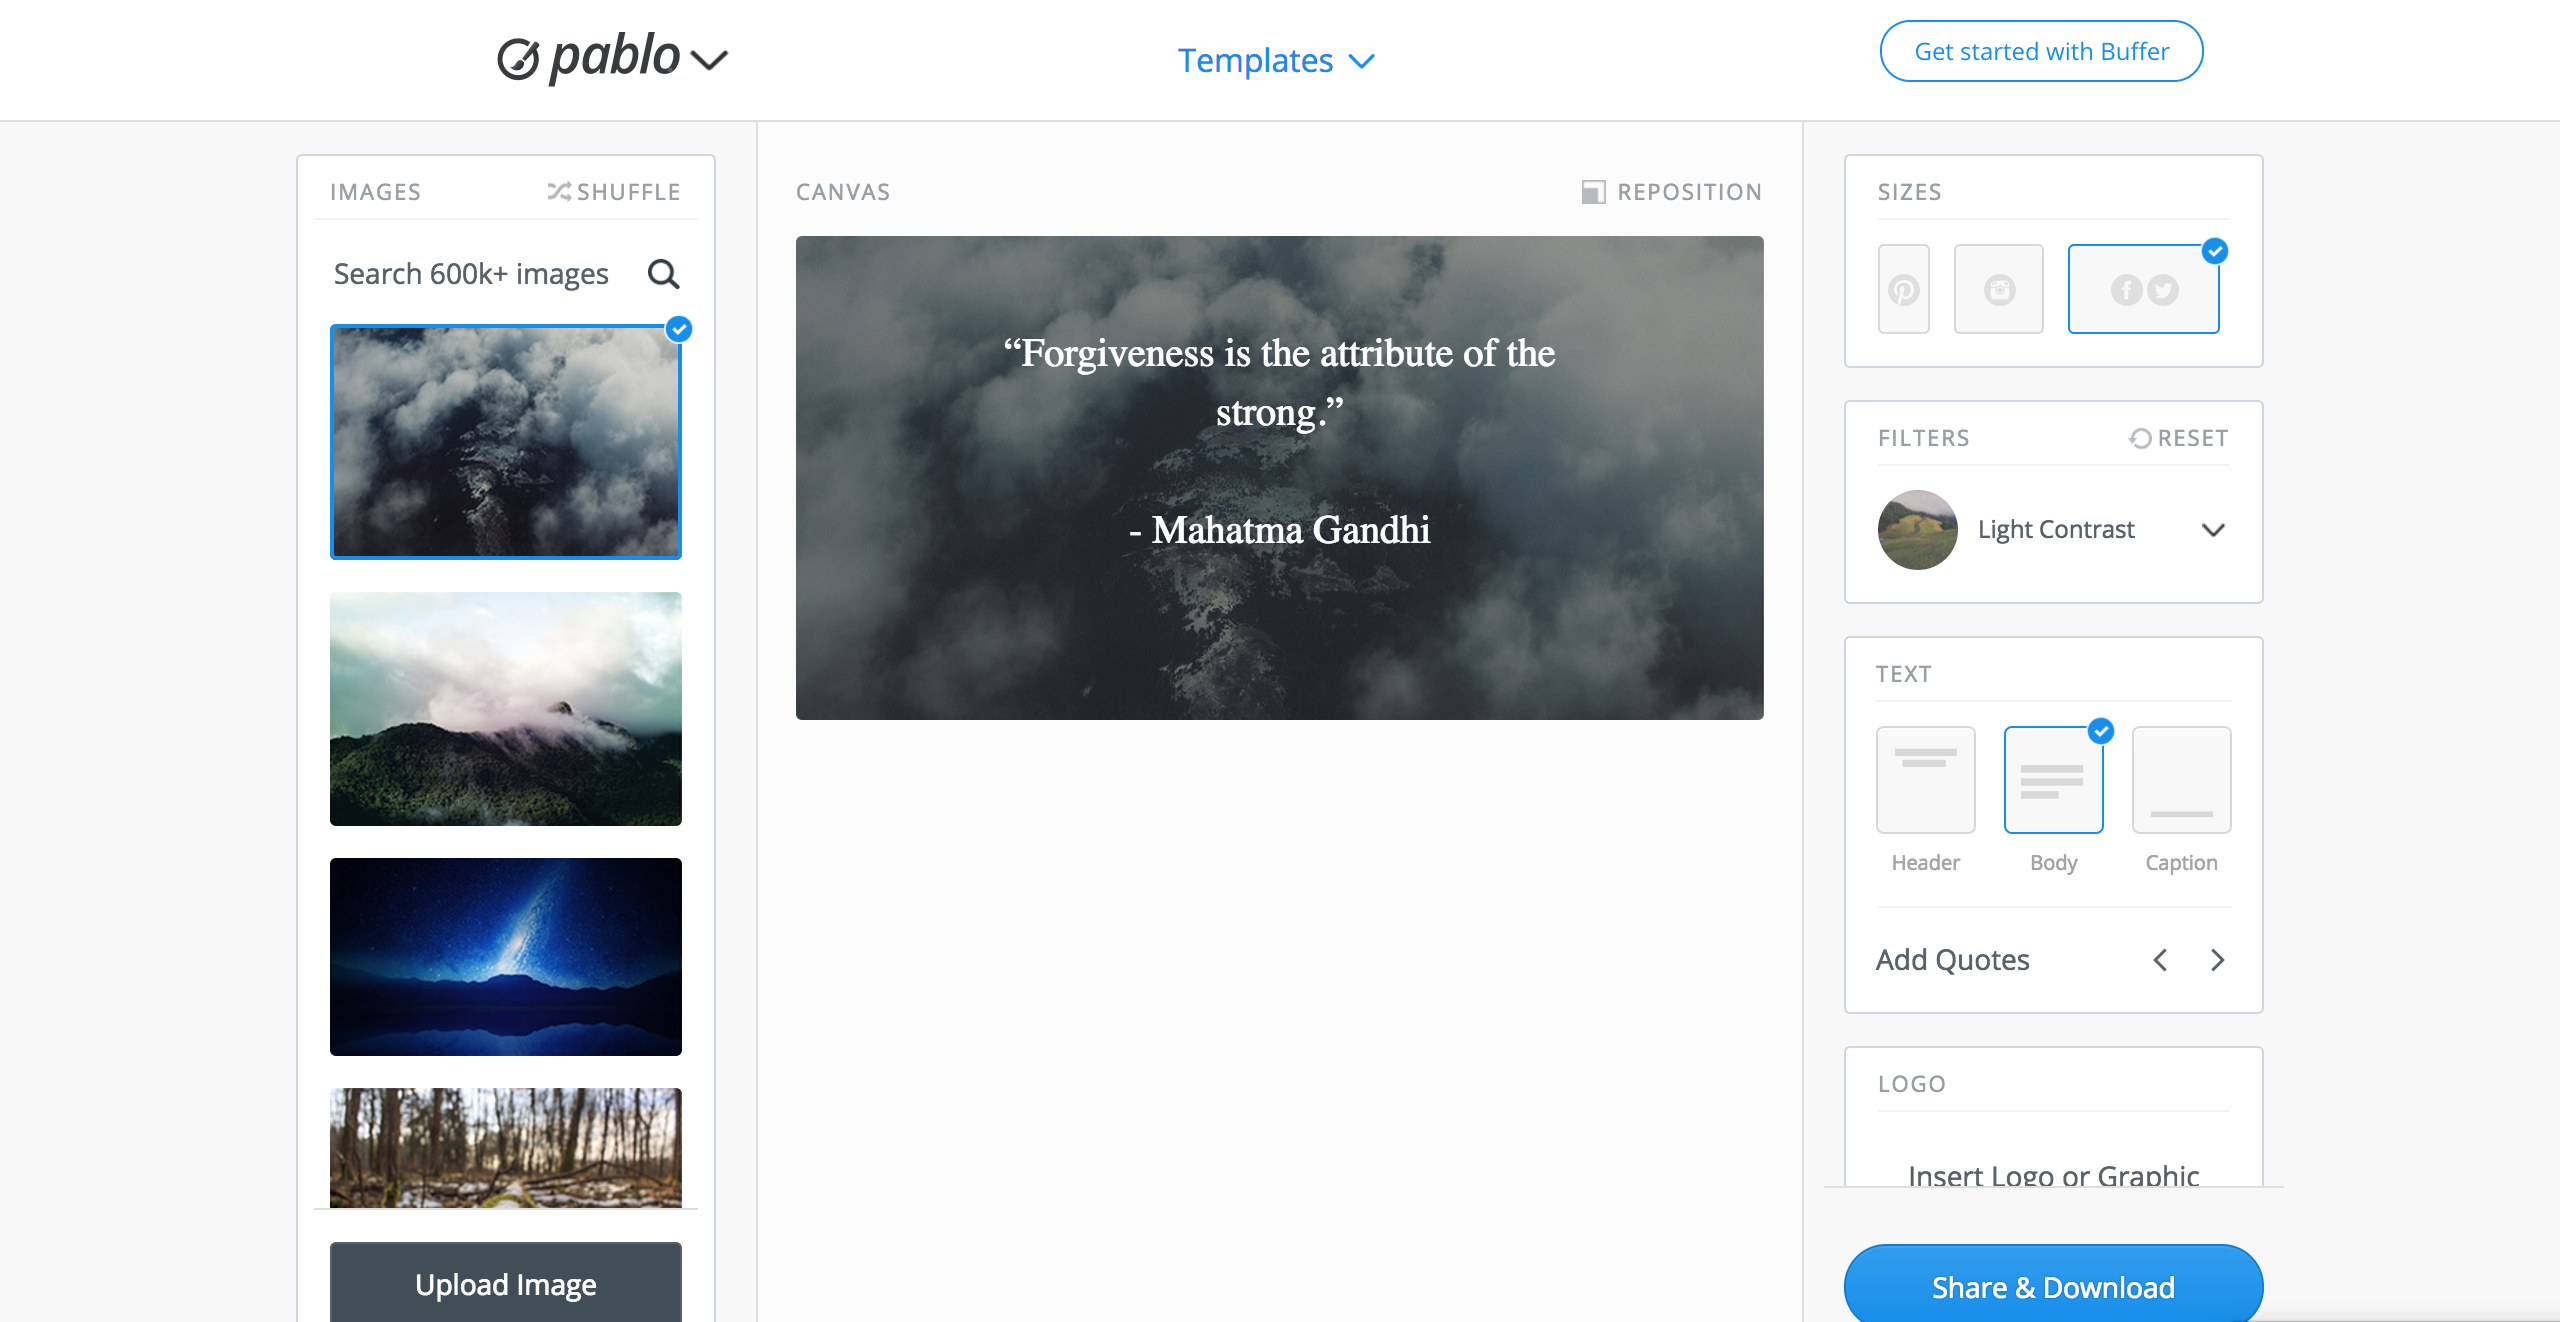 pablo
Templates
Get started with Buffer
IMAGES
SHUFFLE
Search 600k+ images
Upload Image
CANVAS
REPOSITION
“Forgiveness is the attribute of the
strong.”
- Mahatma Gandhi
SIZES
FILTERS
RESET
Light Contrast
TEXT
Header
Body
Caption
Add Quotes
LOGO
Insert Logo or Graphic
Share & Download